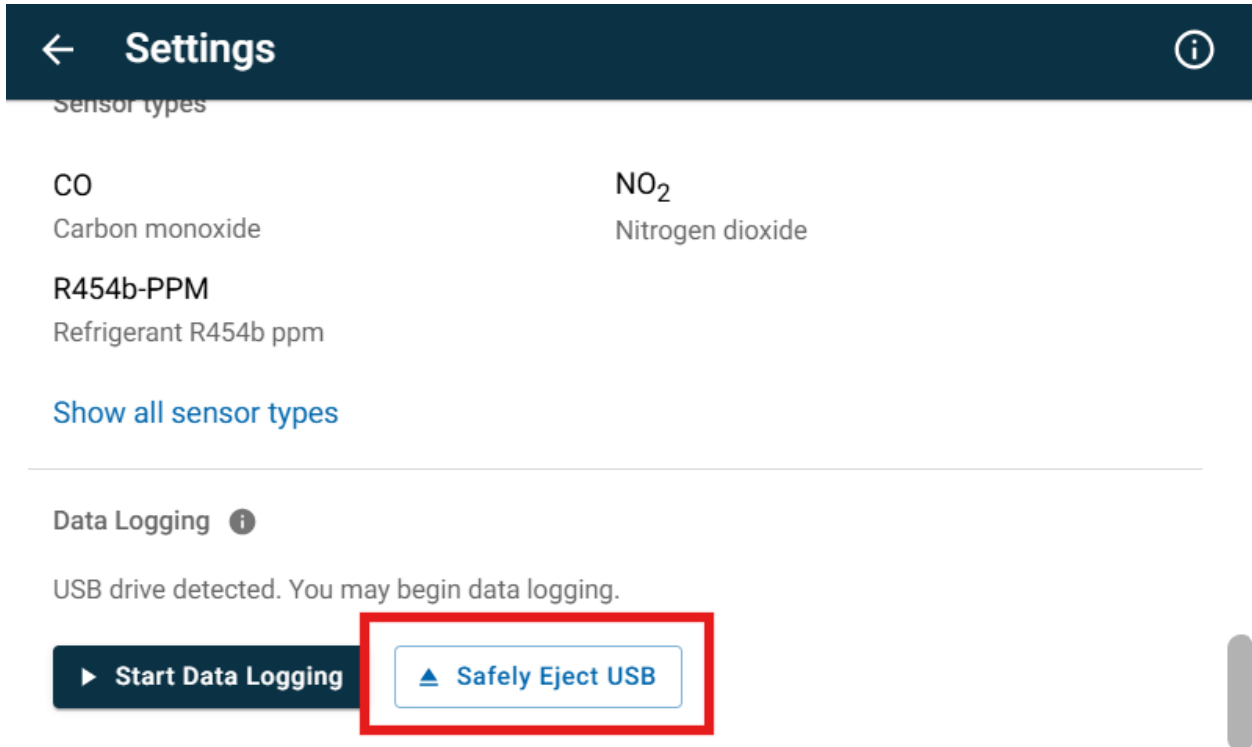 Settings
Sensor types
CO
NO₂
Carbon monoxide
Nitrogen dioxide
R454b-PPM
Refrigerant R454b ppm
Show all sensor types
Data Logging
USB drive detected. You may begin data logging.
Start Data Logging
Safely Eject USB